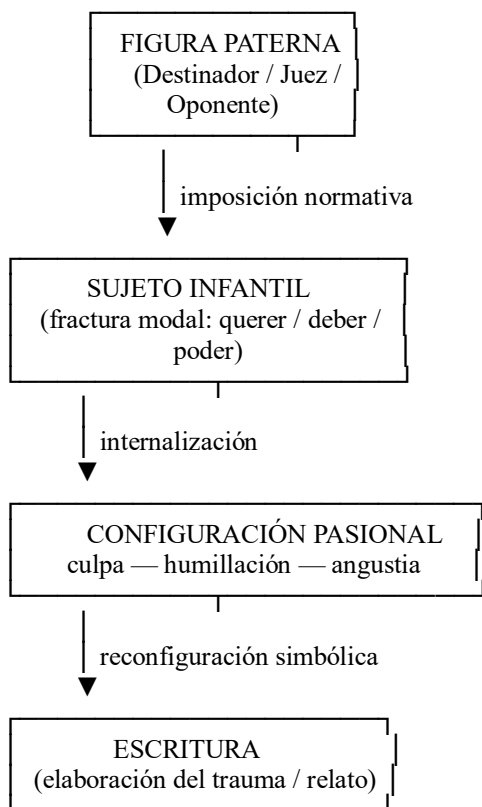 FIGURA PATERNA
(Destinador / Juez /
Oponente)
imposición normativa
SUJETO INFANTIL
(fractura modal: querer / deber /
poder)
internalización
CONFIGURACIÓN PASIONAL
culpa — humillación — angustia
reconfiguración simbólica
ESCRITURA
(elaboración del trauma / relato)